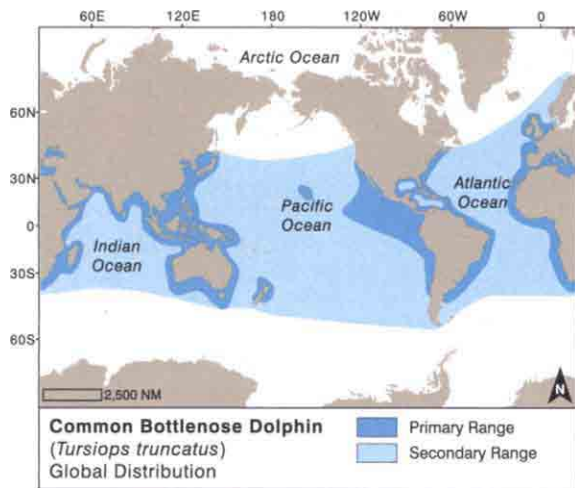 60E 120E 180 120W 60W 0
Arctic Ocean
60N
30N
Atlantic
Ocean
Pacific
Ocean
0
Indian
Ocean
30S
60S
2,500 NM
N
Common Bottlenose Dolphin
(Tursiops truncatus)
Global Distribution
Primary Range
Secondary Range